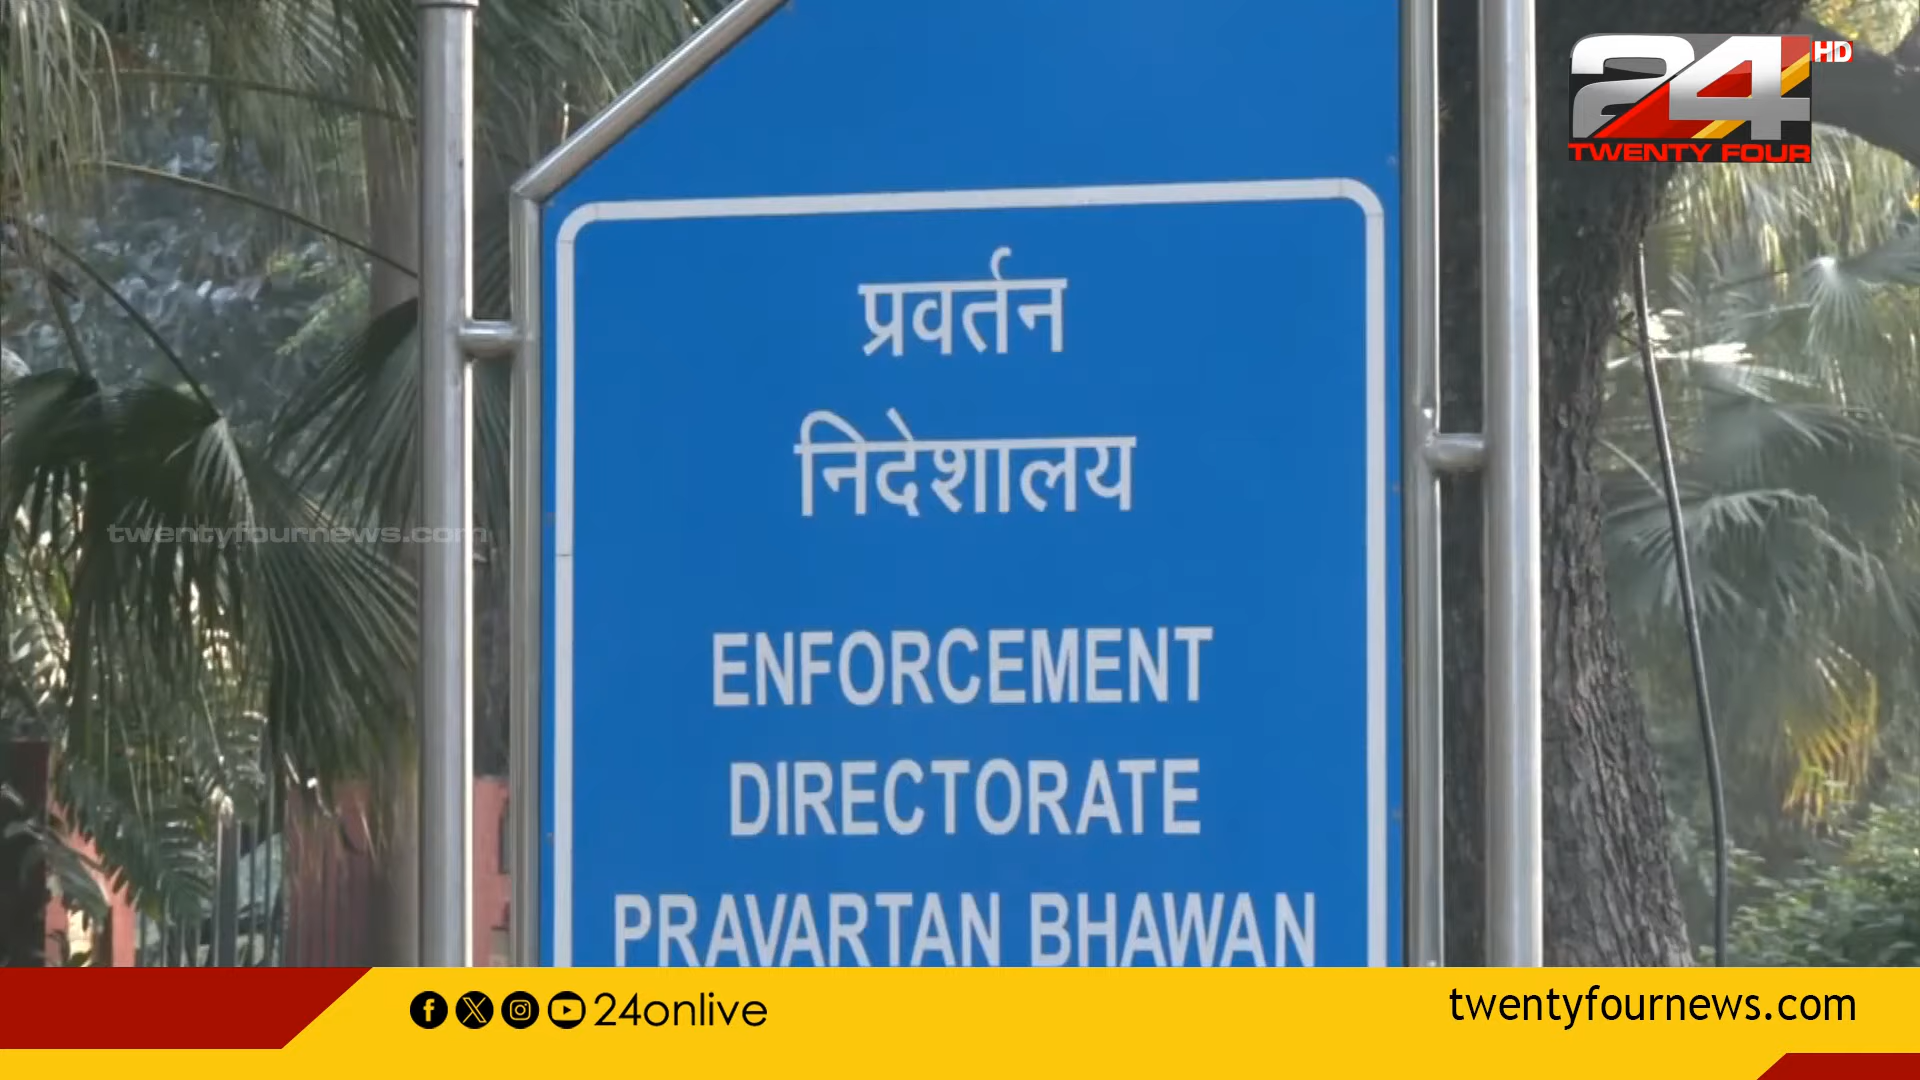 24 HD
TWENTY FOUR
प्रवर्तन
निदेशालय
twentyfournews.com
ENFORCEMENT
DIRECTORATE
PRAVARTAN BHAWAN
24onlive
twentyfournews.com